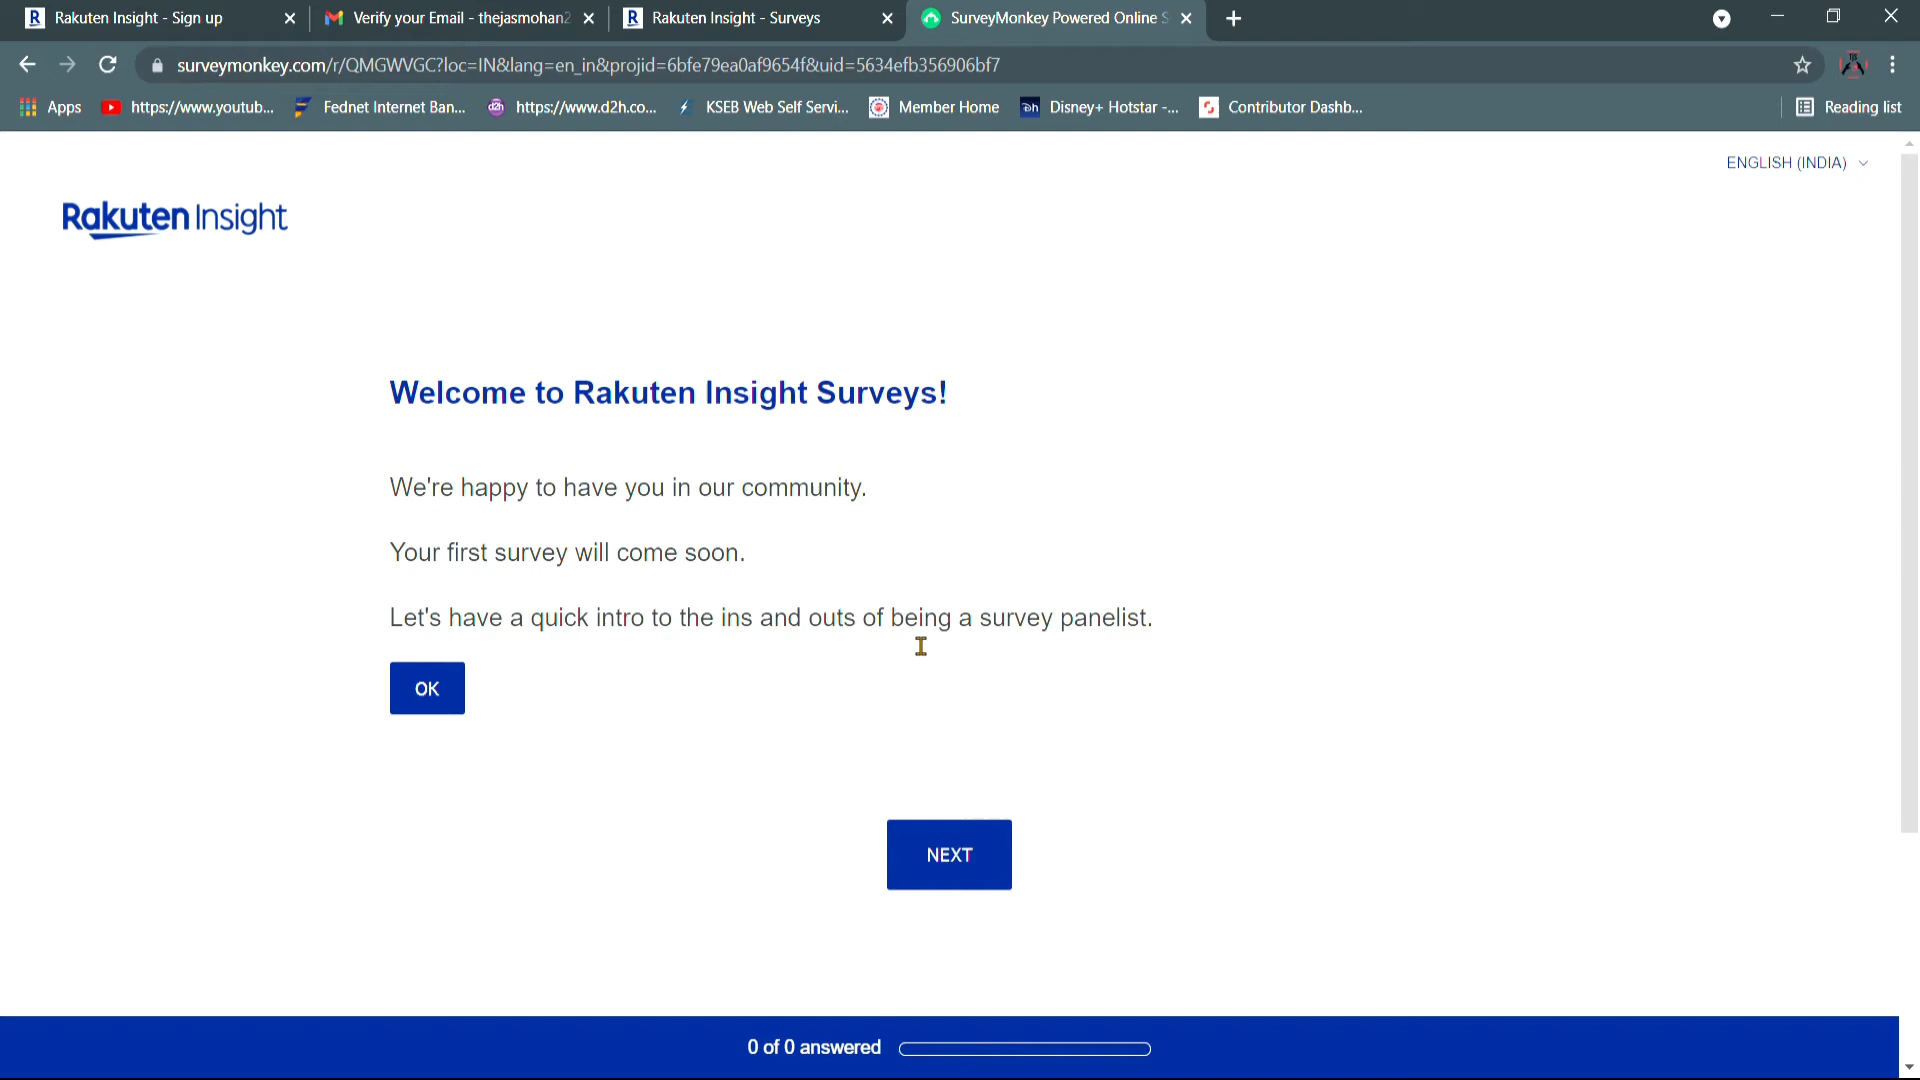 Rakuten Insight - Sign up
Verify your Email - thejasmohan2
Rakuten Insight - Surveys
SurveyMonkey Powered Online S
surveymonkey.com/r/QMGWVGC?loc=IN&lang=en_in&projid=6bfe79ea0af9654f&uid=5634efb356906bf7
Apps
https://www.youtub...
Fednet Internet Ban...
https://www.d2h.co...
KSEB Web Self Servi...
Member Home
Disney+ Hotstar -...
Contributor Dashb...
Reading list
ENGLISH (INDIA)
Rakuten Insight
Welcome to Rakuten Insight Surveys!
We're happy to have you in our community.
Your first survey will come soon.
Let's have a quick intro to the ins and outs of being a survey panelist.
OK
NEXT
0 of 0 answered